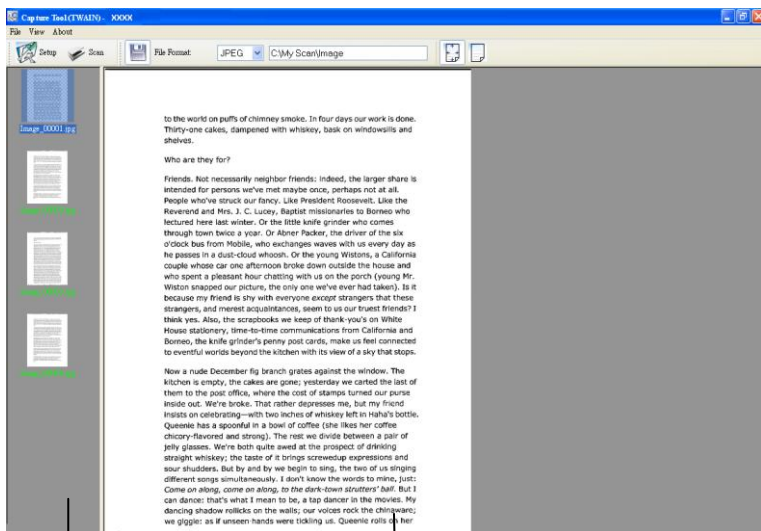 Capture Tool(TWAIN) - XXXX
File View About
Setup Scan File Format: JPEG C:\My Scan\Image
Image_00001.jpg
to the world on puffs of chimney smoke. In four days our work is done.
Thirty-one cakes, dampened with whiskey, bask on windowsills and
shelves.
Who are they for?
Friends. Not necessarily neighbor friends: indeed, the larger share is
intended for persons we've met maybe once, perhaps not at all.
People who've struck our fancy. Like President Roosevelt. Like the
Reverend and Mrs. J. C. Lucey, Baptist missionaries to Borneo who
lectured here last winter. Or the little knife grinder who comes
through town twice a year. Or Abner Packer, the driver of the six
o'clock bus from Mobile, who exchanges waves with us every day as
he passes in a dust-cloud whoosh. Or the young Wistons, a California
couple whose car one afternoon broke down outside the house and
who spent a pleasant hour chatting with us on the porch (young Mr.
Wiston snapped our picture, the only one we've ever had taken). Is it
because my friend is shy with everyone except strangers that these
strangers, and merest acquaintances, seem to us our truest friends? I
think yes. Also, the scrapbooks we keep of thank-you's on White
House stationery, time-to-time communications from California and
Borneo, the knife grinder's penny post cards, make us feel connected
to eventful worlds beyond the kitchen with its view of a sky that stops.
Now a nude December fig branch grates against the window. The
kitchen is empty, the cakes are gone; yesterday we carted the last of
them to the post office, where the cost of stamps turned our purse
inside out. We're broke. That rather depresses me, but my friend
insists on celebrating—with two inches of whiskey left in Haha's bottle.
Queenie has a spoonful in a bowl of coffee (she likes her coffee
chicory-flavored and strong). The rest we divide between a pair of
jelly glasses. We're both quite awed at the prospect of drinking
straight whiskey; the taste of it brings screwedup expressions and
sour shudders. But by and by we begin to sing, the two of us singing
different songs simultaneously. I don't know the words to mine, just:
Come on along, come on along, to the dark-town strutters' ball. But I
can dance: that's what I mean to be, a tap dancer in the movies. My
dancing shadow rollicks on the walls; our voices rock the chinaware;
we giggle: as if unseen hands were tickling us. Queenie rolls on her